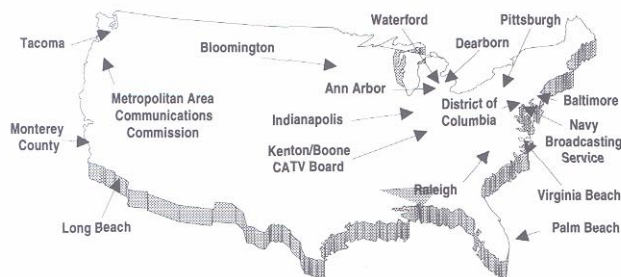 Waterford
Pittsburgh
Tacoma
Bloomington
Dearborn
Ann Arbor
Metropolitan Area
Communications
Commission
District of
Columbia
Baltimore
Indianapolis
Navy
Broadcasting
Service
Monterey
County
Kenton/Boone
CATV Board
Raleigh
Virginia Beach
Long Beach
Palm Beach